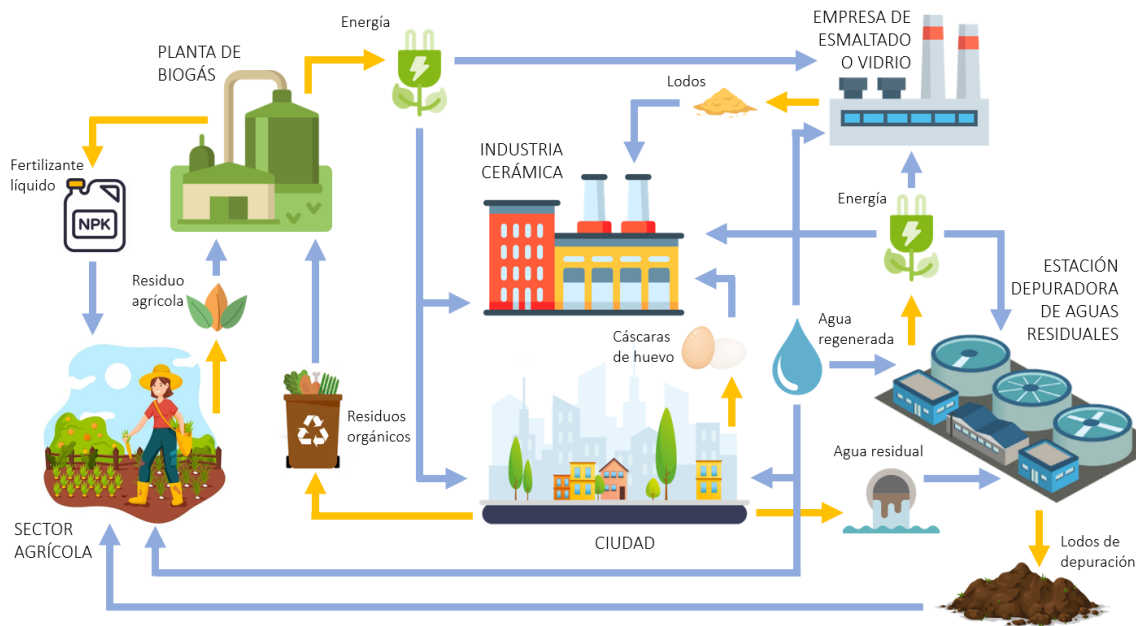 Energía
EMPRESA DE
ESMALTADO
O VIDRIO
PLANTA DE
BIOGÁS
Lodos
Fertilizante
líquido
NPK
INDUSTRIA
CERÁMICA
Energía
Residuo
agrícola
ESTACIÓN
DEPURADORA
DE AGUAS
RESIDUALES
Cáscaras
de huevo
Agua
regenerada
Residuos
orgánicos
Agua residual
SECTOR
AGRÍCOLA
CIUDAD
Lodos de
depuración